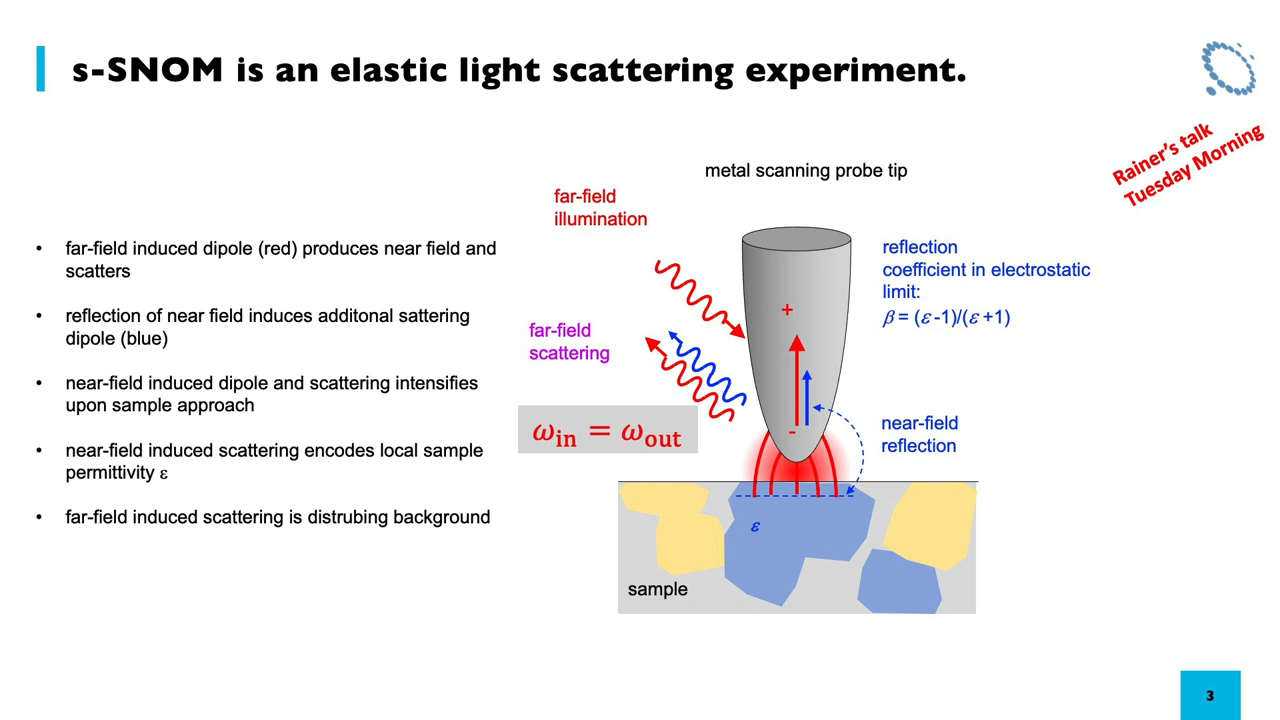 s-SNOM is an elastic light scattering experiment.
Rainer's talk
Tuesday Morning
• far-field induced dipole (red) produces near field and
scatters
• reflection of near field induces additonal sattering
dipole (blue)
• near-field induced dipole and scattering intensifies
upon sample approach
• near-field induced scattering encodes local sample
permittivity ε
• far-field induced scattering is distrubing background
metal scanning probe tip
far-field
illumination
reflection
coefficient in electrostatic
limit:
β = (ε -1)/(ε +1)
+
far-field
scattering
ω_in = ω_out
-
near-field
reflection
ε
sample
3